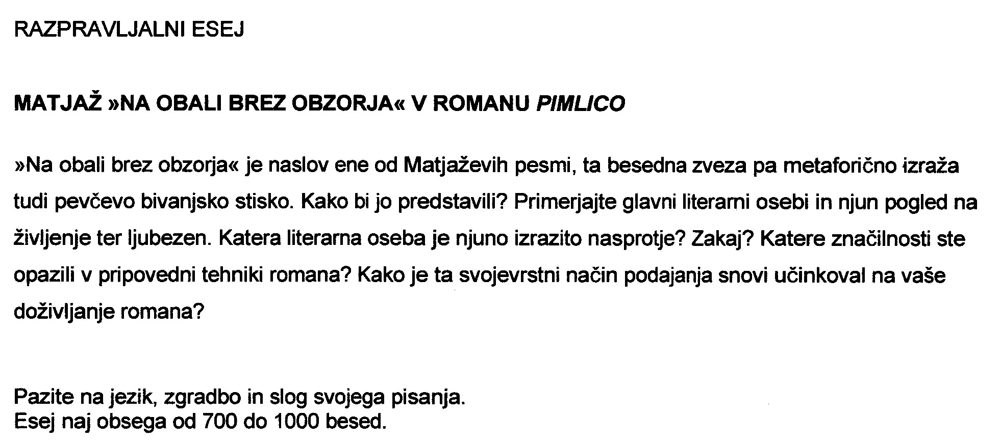 RAZPRAVLJALNI ESEJ
MATJAŽ »NA OBALI BREZ OBZORJA« V ROMANU PIMLICO
»Na obali brez obzorja« je naslov ene od Matjaževih pesmi, ta besedna zveza pa metaforično izraža
tudi pevčevo bivanjsko stisko. Kako bi jo predstavili? Primerjajte glavni literarni osebi in njun pogled na
življenje ter ljubezen. Katera literarna oseba je njuno izrazito nasprotje? Zakaj? Katere značilnosti ste
opazili v pripovedni tehniki romana? Kako je ta svojevrstni način podajanja snovi učinkoval na vaše
doživljanje romana?
Pazite na jezik, zgradbo in slog svojega pisanja.
Esej naj obsega od 700 do 1000 besed.